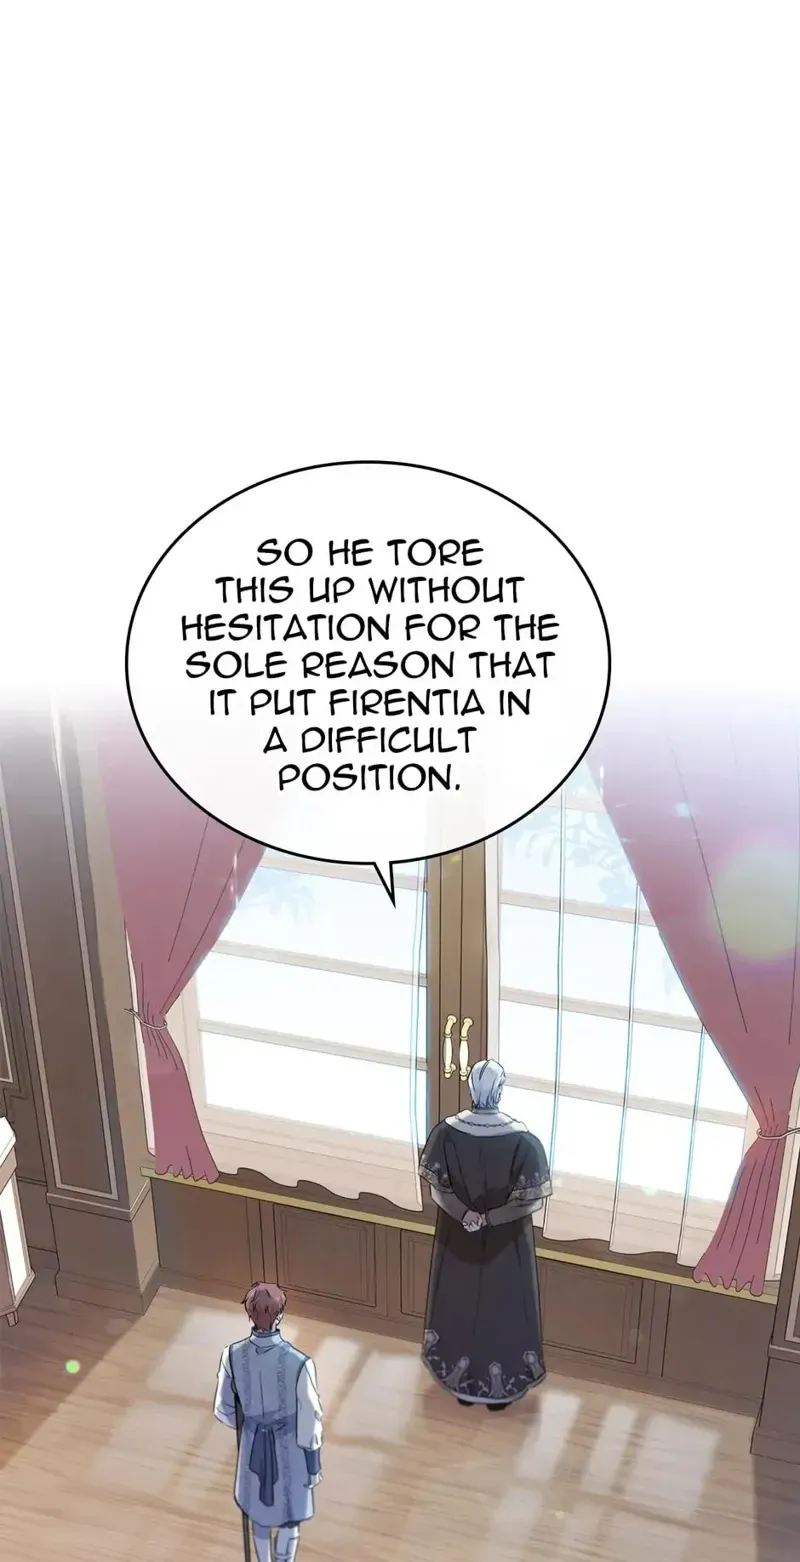 SO HE TORE
THIS UP WITHOUT
HESITATION FOR THE
SOLE REASON THAT
IT PUT FIRENTIA IN
A DIFFICULT
POSITION.